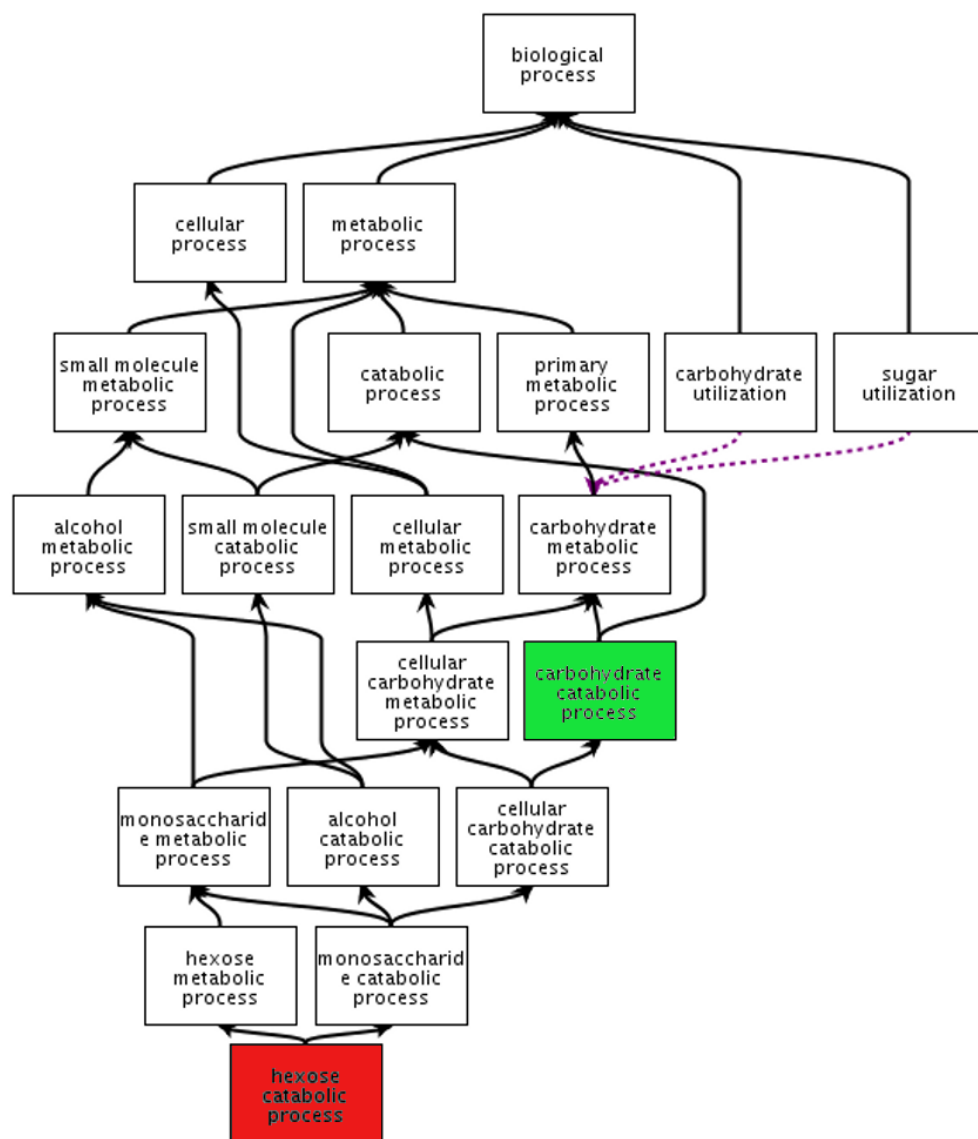 biological
process
cellular
process
metabolic
process
small molecule
metabolic
process
catabolic
process
primary
metabolic
process
carbohydrate
utilization
sugar
utilization
alcohol
metabolic
process
small molecule
catabolic
process
cellular
metabolic
process
carbohydrate
metabolic
process
cellular
carbohydrate
metabolic
process
carbohydrate
catabolic
process
monosaccharid
e metabolic
process
alcohol
catabolic
process
cellular
carbohydrate
catabolic
process
hexose
metabolic
process
monosaccharid
e catabolic
process
hexose
catabolic
process